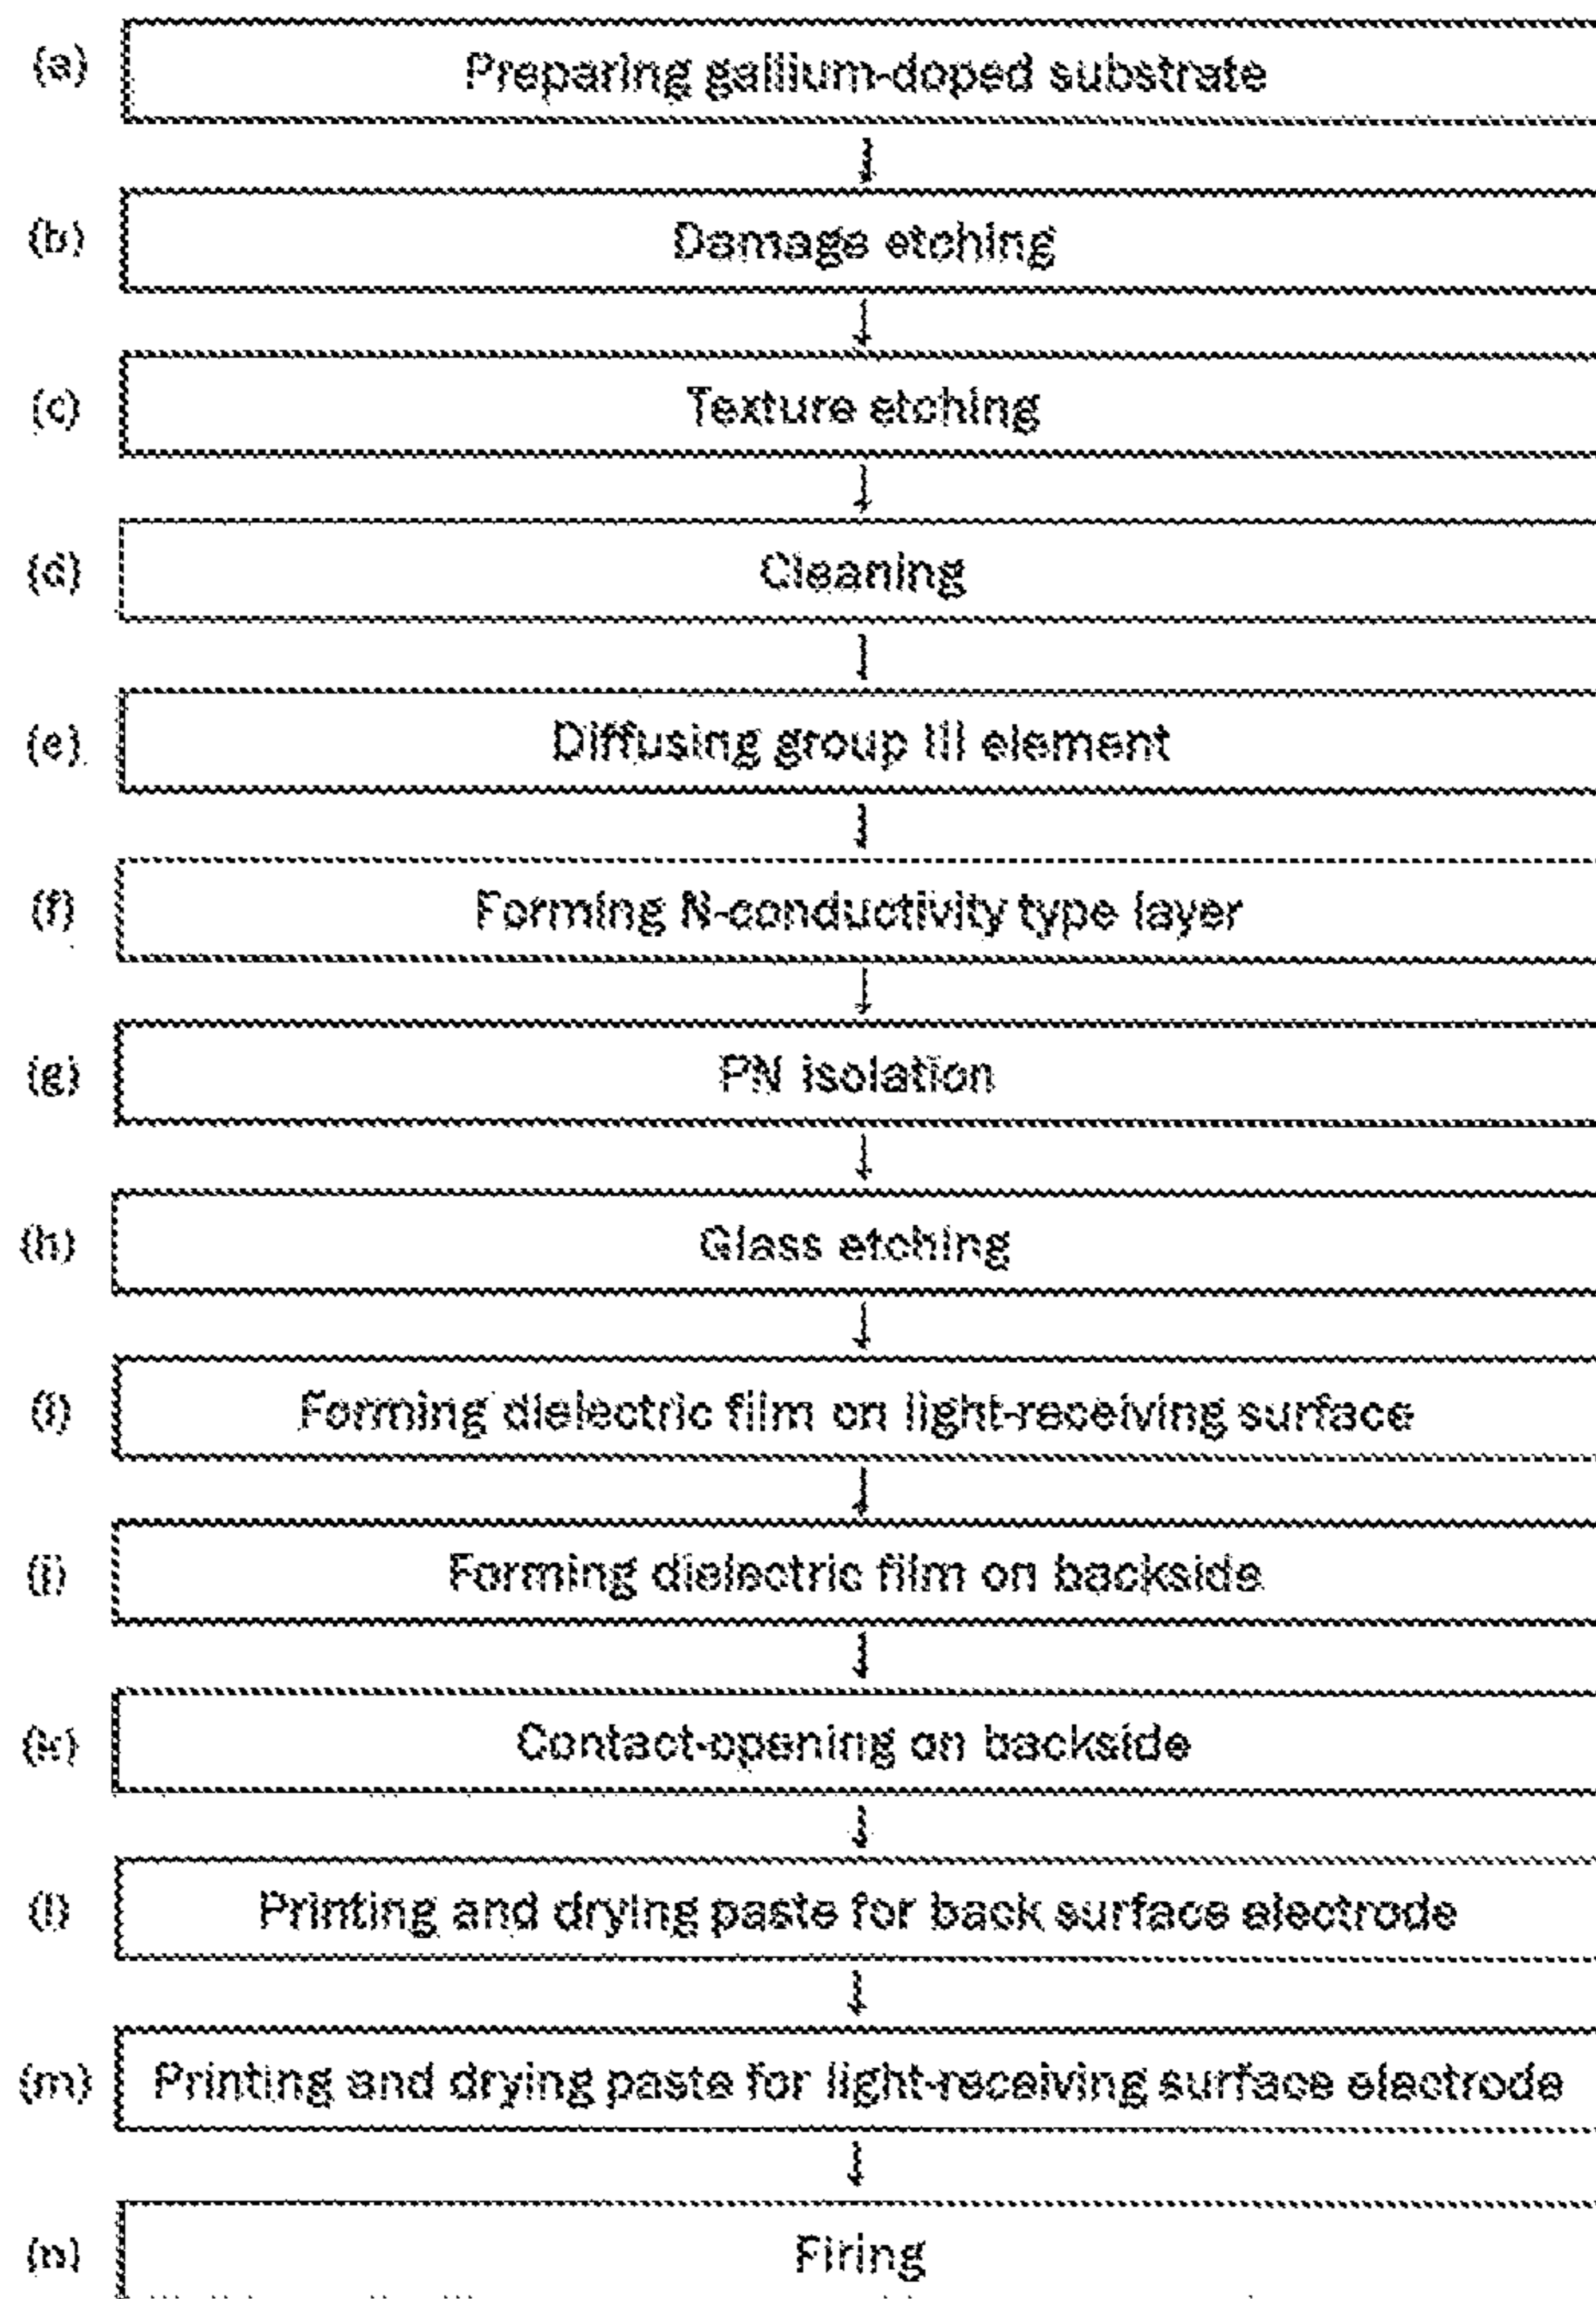 (a) Preparing gallium-doped substrate
(b) Damage etching
(c) Texture etching
(d) Cleaning
(e) Diffusing group III element
(f) Forming N-conductivity type layer
(g) PN isolation
(h) Glass etching
(i) Forming dielectric film on light-receiving surface
(j) Forming dielectric film on backside
(k) Contact-opening on backside
(l) Printing and drying paste for back surface electrode
(m) Printing and drying paste for light-receiving surface electrode
(n) Firing